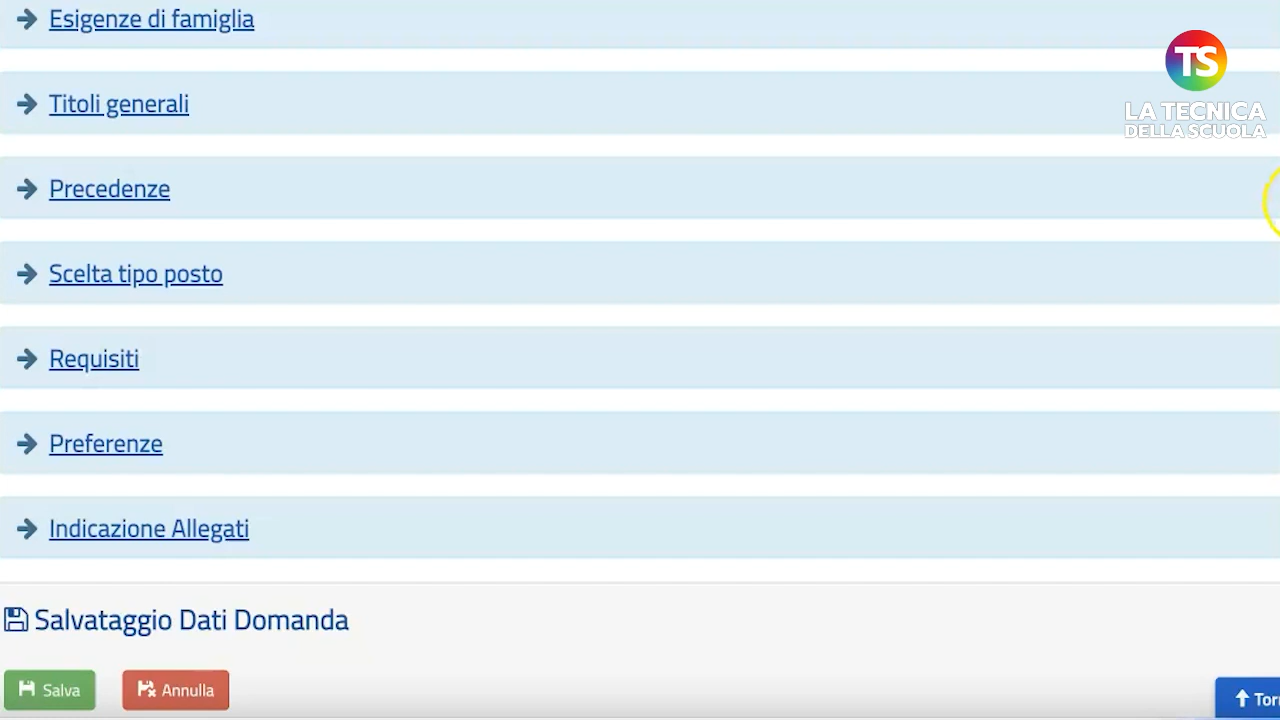 Esigenze di famiglia
TS
LA TECNICA
DELLA SCUOLA
Titoli generali
Precedenze
Scelta tipo posto
Requisiti
Preferenze
Indicazione Allegati
Salvataggio Dati Domanda
Salva
Annulla